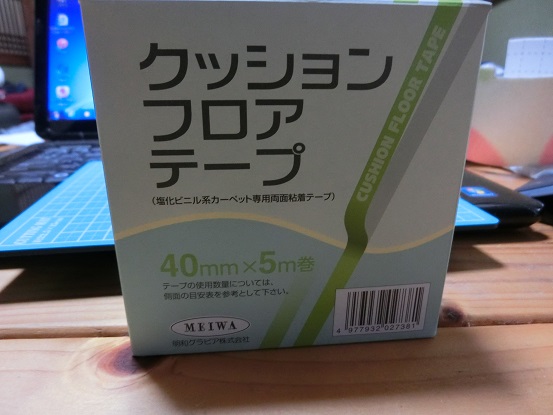 クッション
フロア
テープ
（塩化ビニル系カーペット専用両面粘着テープ）
CUSHION FLOOR TAPE
40mm×5m巻
テープの使用数量については、
側面の目安表を参考として下さい。
MEIWA
明和グラビア株式会社
4 977932 027381